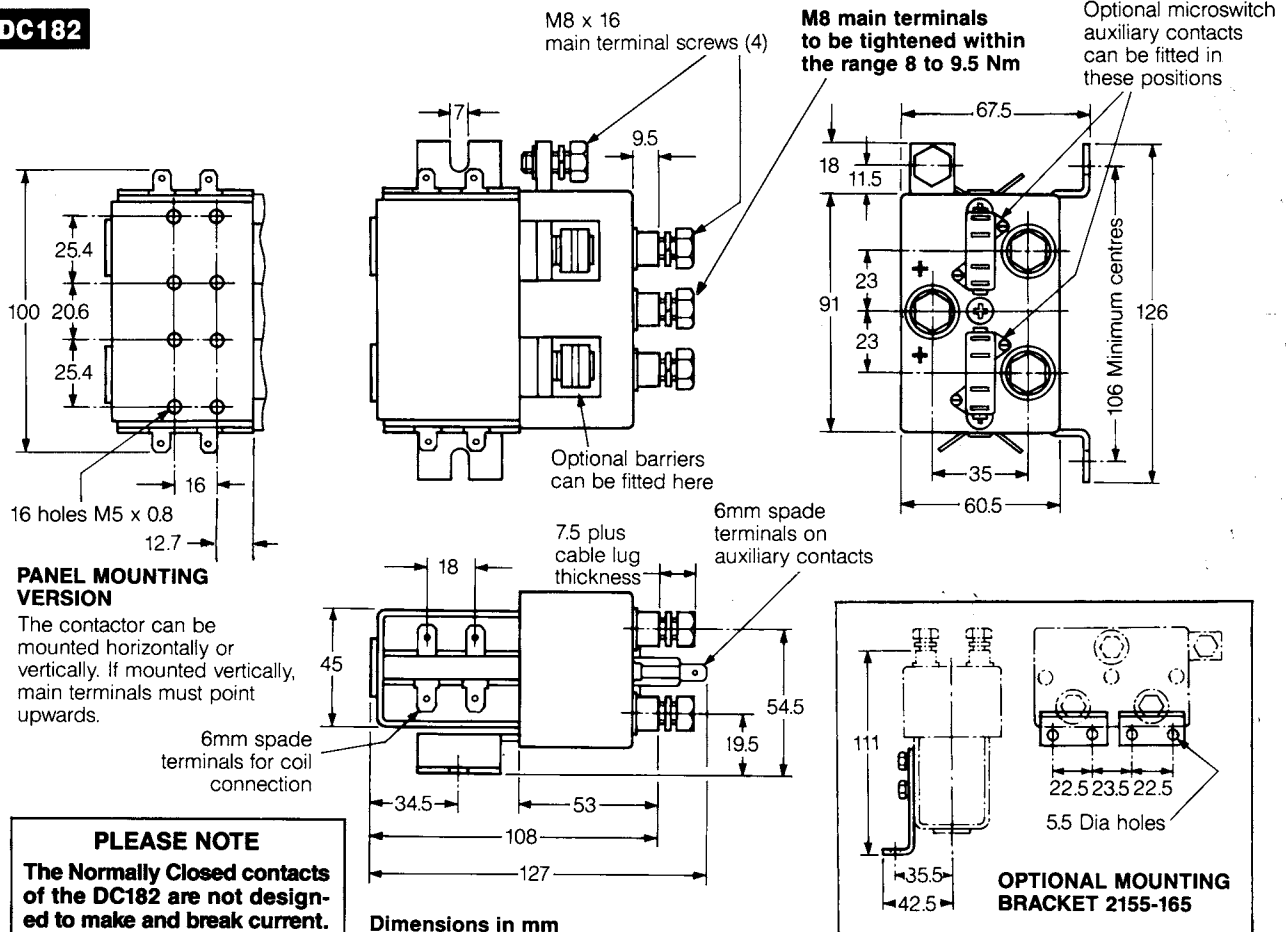 DC182
M8 x 16
main terminal screws (4)
M8 main terminals
to be tightened within
the range 8 to 9.5 Nm
Optional microswitch
auxiliary contacts
can be fitted in
these positions
7
9.5
67.5
18
11.5
25.4
20.6
25.4
100
16
12.7
16 holes M5 x 0.8
Optional barriers
can be fitted here
91
23
23
106 Minimum centres
126
35
60.5
PANEL MOUNTING
VERSION
The contactor can be
mounted horizontally or
vertically. If mounted vertically,
main terminals must point
upwards.
18
7.5 plus
cable lug
thickness
6mm spade
terminals on
auxiliary contacts
45
54.5
19.5
6mm spade
terminals for coil
connection
34.5
53
108
127
PLEASE NOTE
The Normally Closed contacts
of the DC182 are not design-
ed to make and break current.
Dimensions in mm
111
35.5
42.5
22.5 23.5 22.5
5.5 Dia holes
OPTIONAL MOUNTING
BRACKET 2155-165